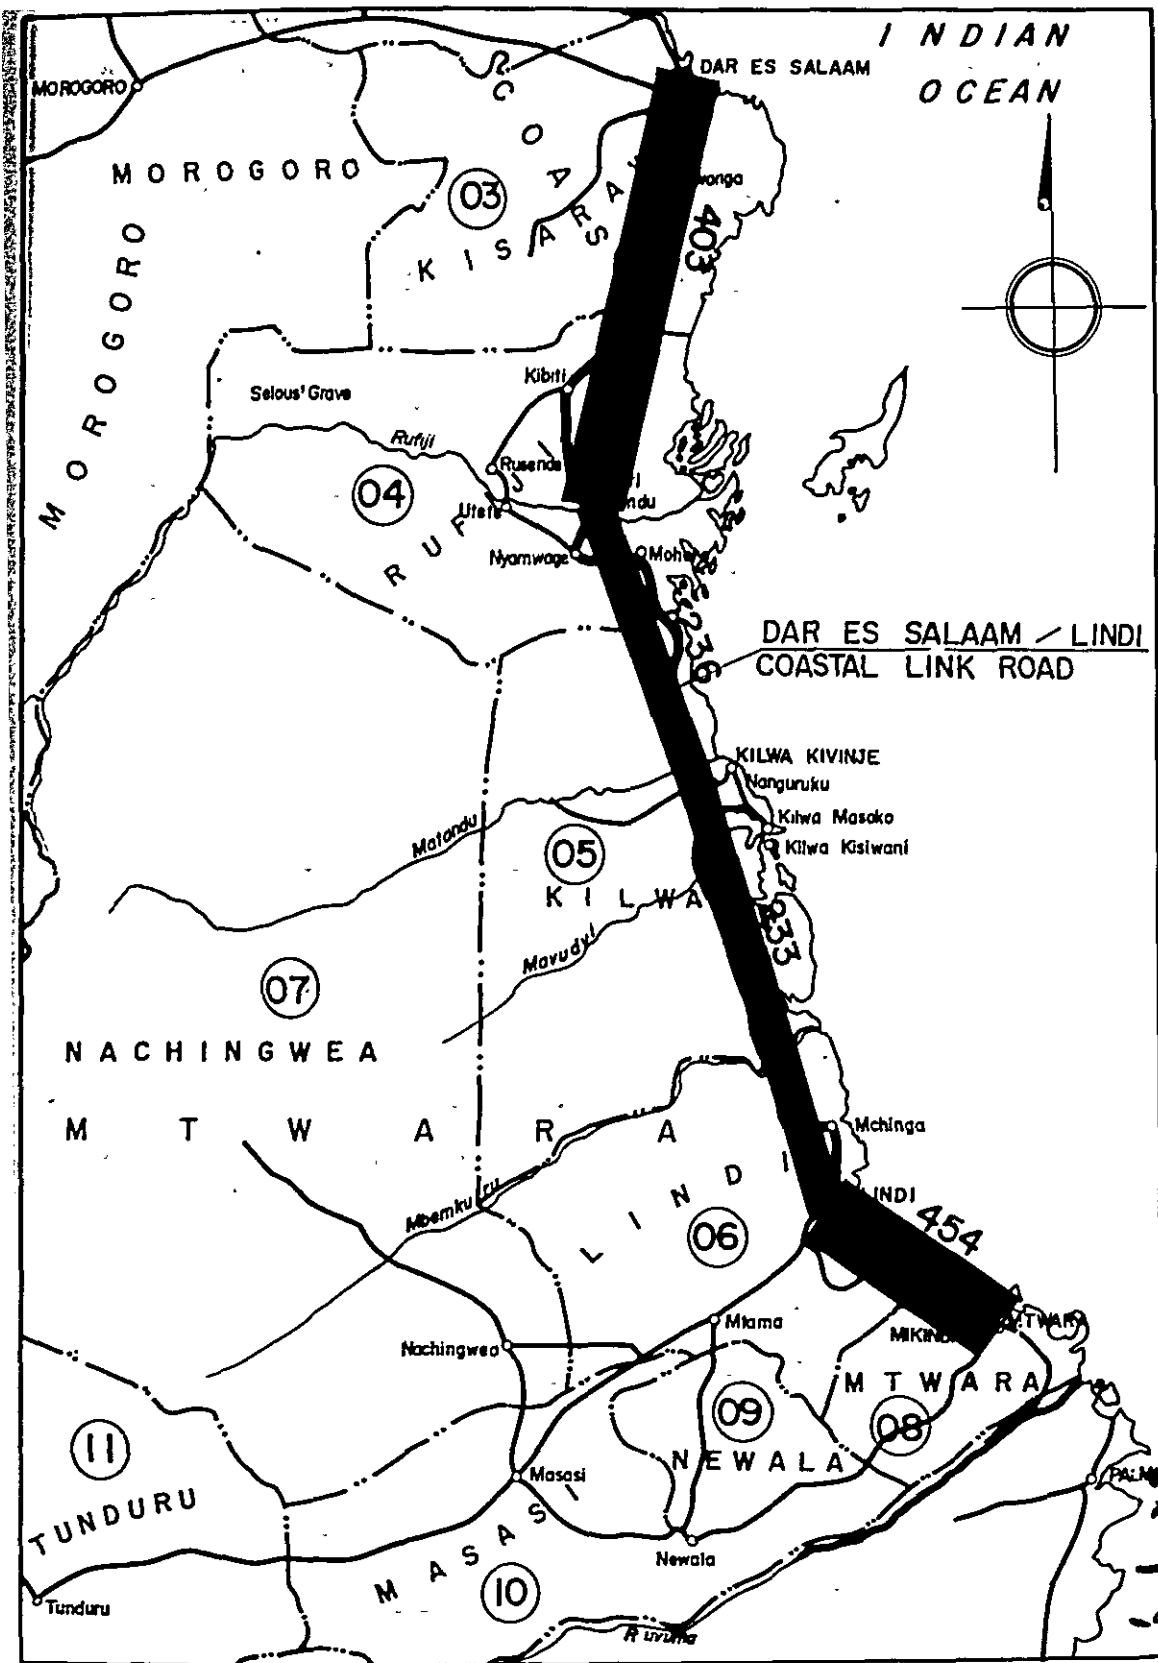 INDIAN
OCEAN
DAR ES SALAAM
MOROGORO
MOROGORO
COAST
03
KISARA
403
MOROGORO
Kibiti
Selous' Grave
Rufiji
Rusende
04
Utete
RUFIJI
Nyamwage
236
DAR ES SALAAM / LINDI
COASTAL LINK ROAD
KILWA KIVINJE
Nanguruku
Kilwa Masoko
Kilwa Kisiwani
Matandu
05
KILWA
Mavudyi
233
07
NACHINGWEA
MTWARA
Mchinga
LINDI
Mbemkuru
LINDI
06
454
Mtama
Nachingwea
MTWARA
MTWARA
09
08
11
NEWALA
Masasi
TUNDURU
MASASI
Newala
10
Tunduru
Ruvuma